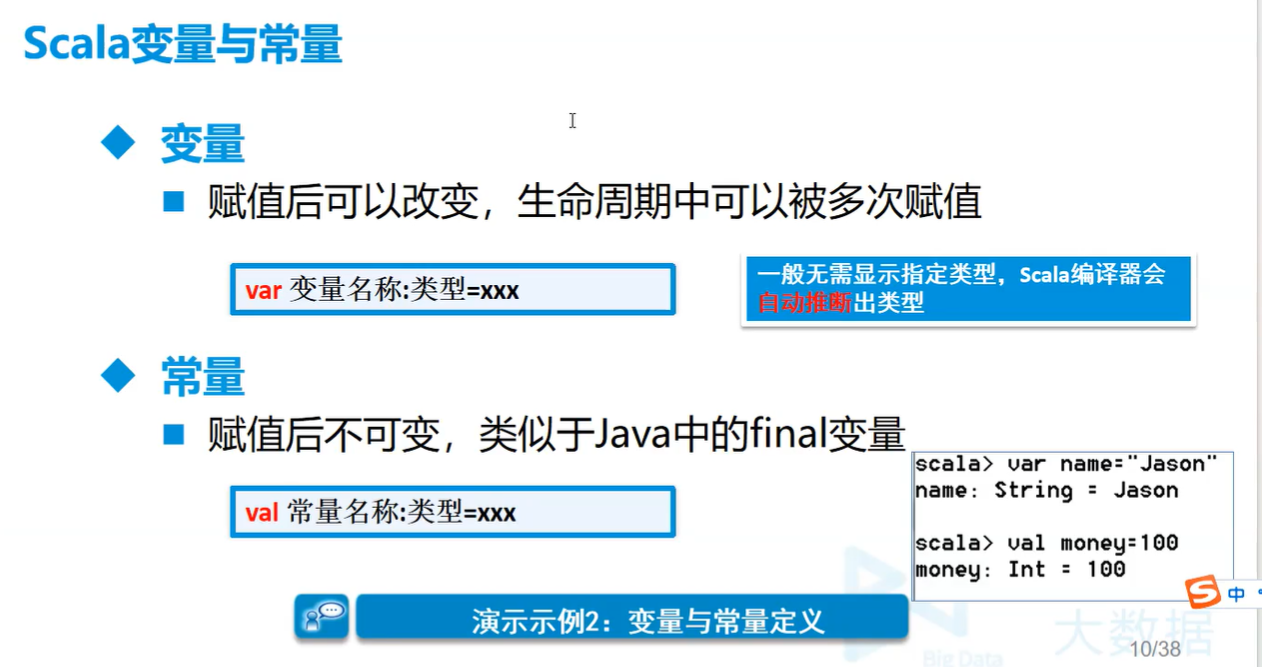 Scala变量与常量
变量
赋值后可以改变，生命周期中可以被多次赋值
var 变量名称:类型=xxx
一般无需显示指定类型，Scala编译器会
自动推断出类型
常量
赋值后不可变，类似于Java中的final变量
val 常量名称:类型=xxx
scala> var name="Jason"
name: String = Jason
scala> val money=100
money: Int = 100
中
演示示例2：变量与常量定义
大数据
Big Data
10/38